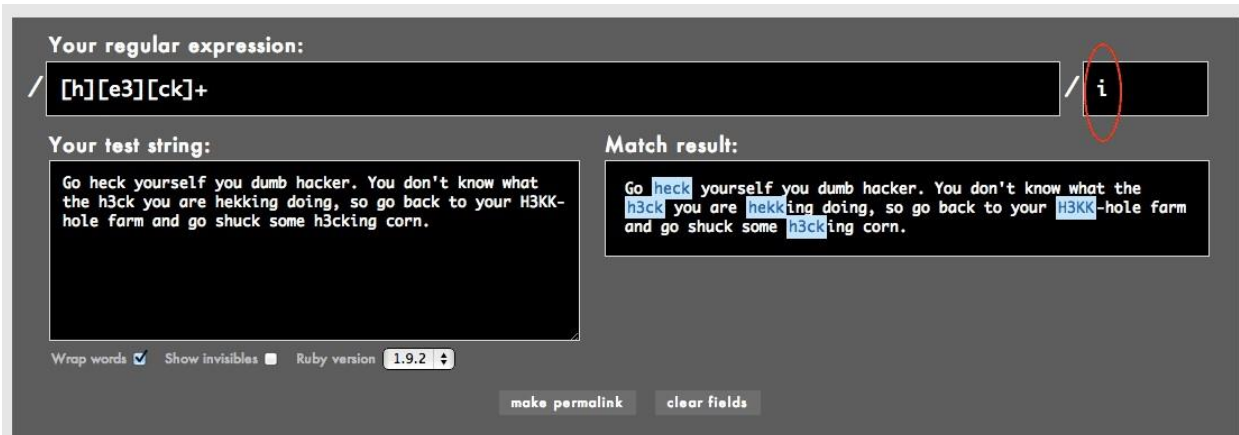 Your regular expression:
/ [h][e3][ck]+ / i
Your test string:
Go heck yourself you dumb hacker. You don't know what
the h3ck you are hekking doing, so go back to your H3KK-
hole farm and go shuck some h3cking corn.
Match result:
Go heck yourself you dumb hacker. You don't know what the
h3ck you are hekking doing, so go back to your H3KK-hole farm
and go shuck some h3cking corn.
Wrap words Show invisibles Ruby version 1.9.2
make permalink clear fields